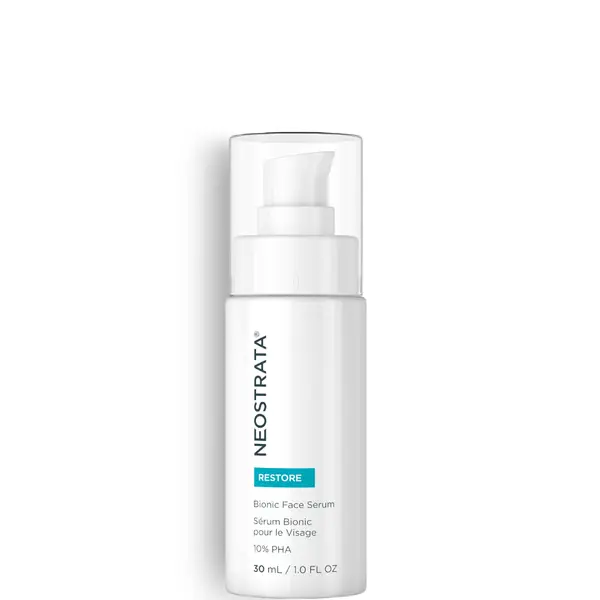 NEOSTRATA®
RESTORE
Bionic Face Serum
Sérum Bionic
pour le Visage
10% PHA
30 mL / 1.0 FL OZ